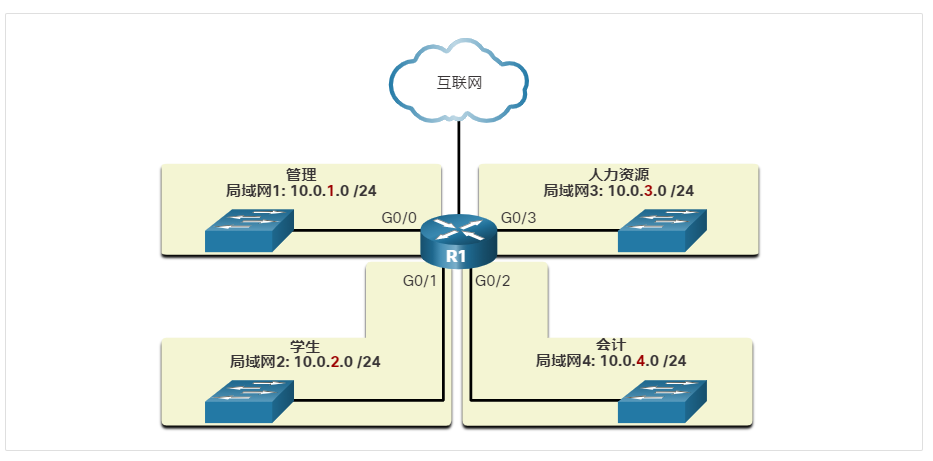 互联网
管理
局域网1: 10.0.1.0 /24
人力资源
局域网3: 10.0.3.0 /24
G0/0
G0/3
R1
G0/1
G0/2
学生
局域网2: 10.0.2.0 /24
会计
局域网4: 10.0.4.0 /24